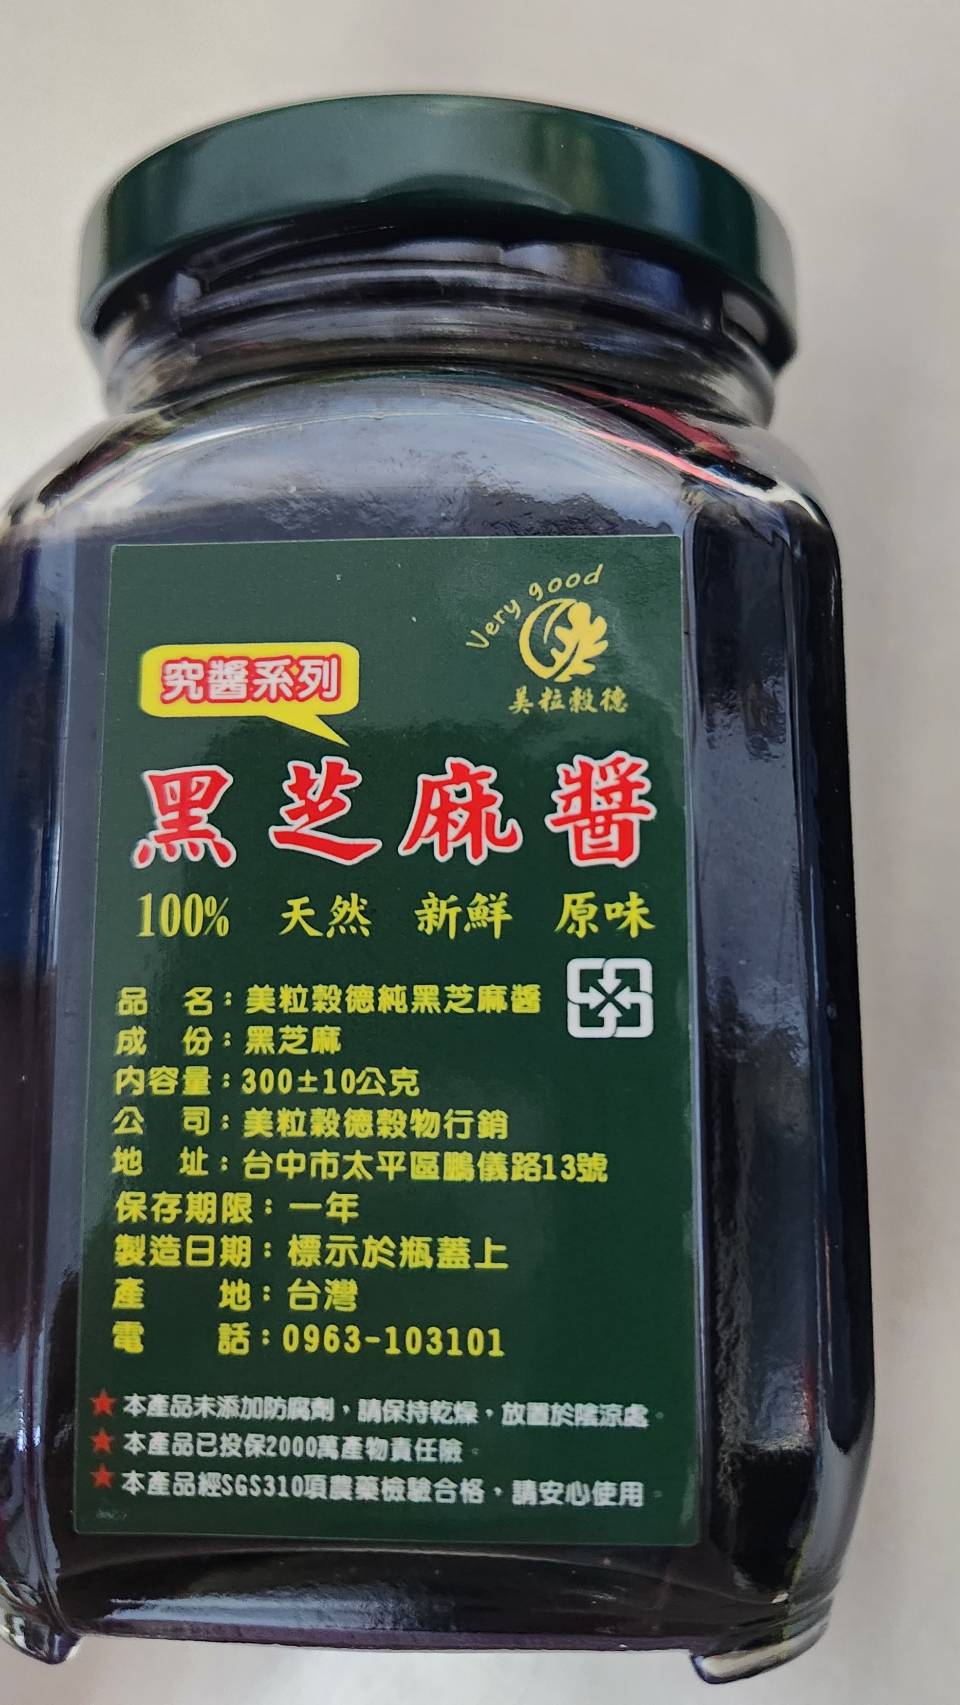 Very good
美粒穀德
究醬系列
黑芝麻醬
100% 天然 新鮮 原味
品 名：美粒穀德純黑芝麻醬
成 份：黑芝麻
內容量：300±10公克
公 司：美粒穀德穀物行銷
地 址：台中市太平區鵬儀路13號
保存期限：一年
製造日期：標示於瓶蓋上
產 地：台灣
電 話：0963-103101
★本產品未添加防腐劑，請保持乾燥，放置於陰涼處。
★本產品已投保2000萬產物責任險。
★本產品經SGS310項農藥檢驗合格，請安心使用。